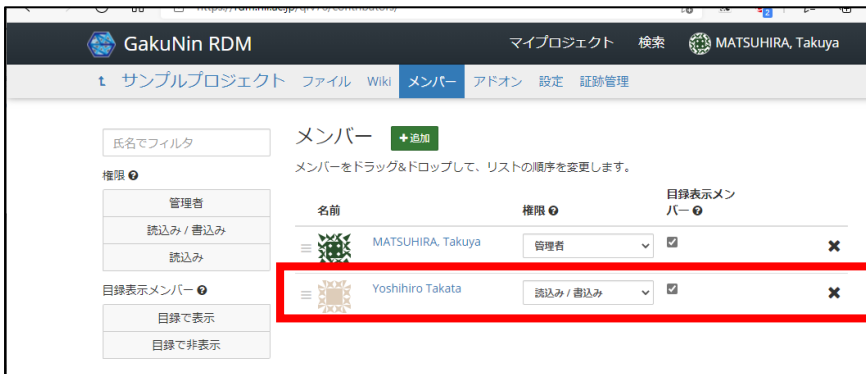 GakuNin RDM マイプロジェクト 検索 MATSUHIRA, Takuya
サンプルプロジェクト ファイル Wiki メンバー アドオン 設定 証跡管理
氏名でフィルタ
権限
管理者
読込み / 書込み
読込み
目録表示メンバー
目録で表示
目録で非表示
メンバー +追加
メンバーをドラッグ&ドロップして、リストの順序を変更します。
名前 権限 目録表示メン
バー
MATSUHIRA, Takuya 管理者
Yoshihiro Takata 読込み / 書込み